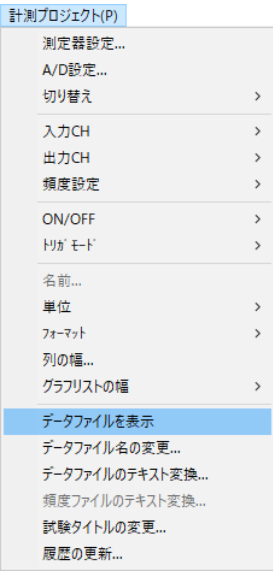 計測プロジェクト(P)
測定器設定...
A/D設定...
切り替え
入力CH
出力CH
頻度設定
ON/OFF
ﾄﾘｶﾞﾓｰﾄﾞ
名前...
単位
ﾌｫｰﾏｯﾄ
列の幅...
グラフリストの幅
データファイルを表示
データファイル名の変更...
データファイルのテキスト変換...
頻度ファイルのテキスト変換...
試験タイトルの変更...
履歴の更新...